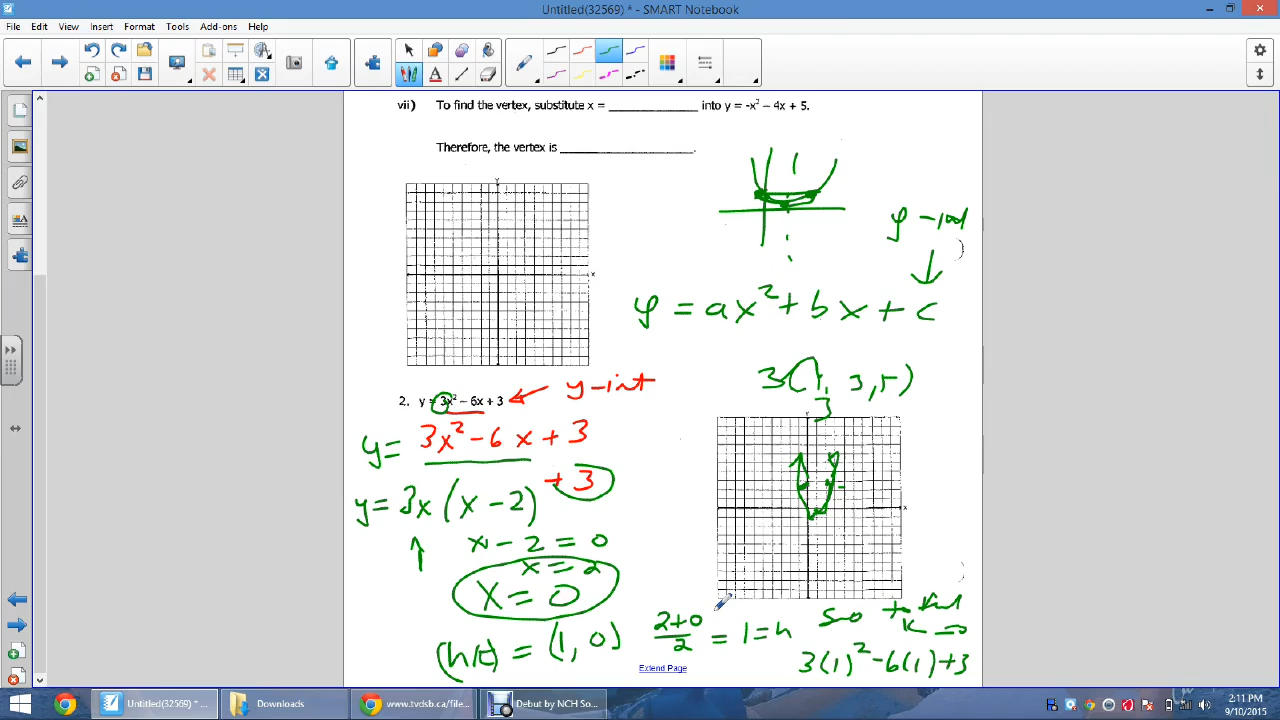 Untitled(32569) * - SMART Notebook
File Edit View Insert Format Tools Add-ons Help
vii) To find the vertex, substitute x = ____________ into y = -x² – 4x + 5.
Therefore, the vertex is __________________.
Y
X
y-int
y = ax² + bx + c
3(1, 3, 5)
3
2. y = 3x² – 6x + 3
y-int
y = 3x² - 6x + 3
y = 3x(x - 2) + 3
x - 2 = 0
x = 2
x = 0
Y
X
2+0
2
= 1 = h
So to find
k =>
3(1)² - 6(1) + 3
(h,k) = (1, 0)
Extend Page
Untitled(32569) * -...
Downloads
www.tvdsb.ca/file...
Debut by NCH So...
2:11 PM
9/10/2015